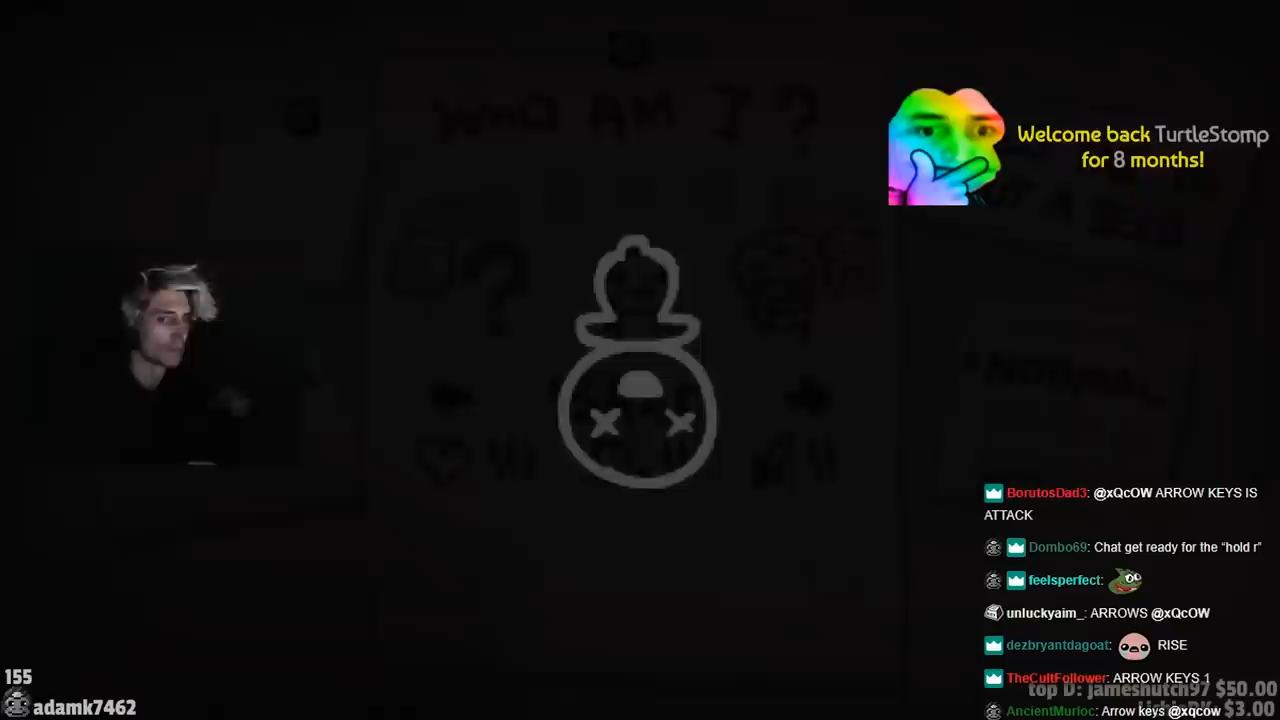 WHO AM I ?
Welcome back TurtleStomp
for 8 months!
BorutosDad3: @xQcOW ARROW KEYS IS
ATTACK
Dombo69: Chat get ready for the “hold r”
feelsperfect:
unluckyaim_: ARROWS @xQcOW
dezbryantdagoat: RISE
TheCultFollower: ARROW KEYS 1
top D: jameshutch97 $50.00
AncientMurloc: Arrow keys @xqcow
$3.00
155
adamk7462